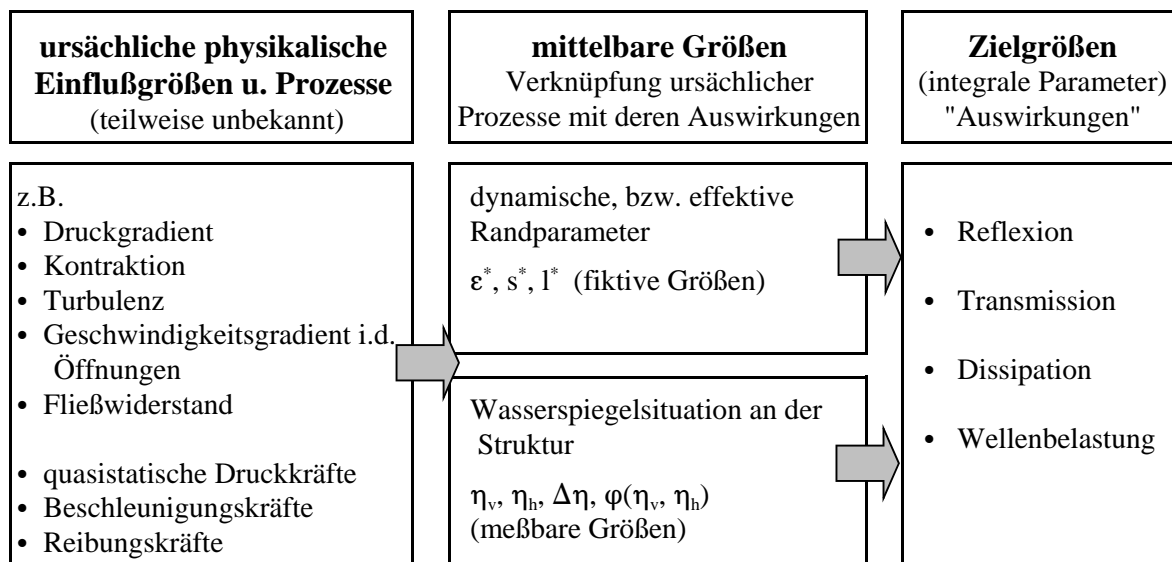 ursächliche physikalische
Einflußgrößen u. Prozesse
(teilweise unbekannt)
mittelbare Größen
Verknüpfung ursächlicher
Prozesse mit deren Auswirkungen
Zielgrößen
(integrale Parameter)
"Auswirkungen"
z.B.
• Druckgradient
• Kontraktion
• Turbulenz
• Geschwindigkeitsgradient i.d.
Öffnungen
• Fließwiderstand
• quasistatische Druckkräfte
• Beschleunigungskräfte
• Reibungskräfte
dynamische, bzw. effektive
Randparameter
ε*, s*, l* (fiktive Größen)
Wasserspiegelsituation an der
Struktur
ηv, ηh, Δη, φ(ηv, ηh)
(meßbare Größen)
• Reflexion
• Transmission
• Dissipation
• Wellenbelastung